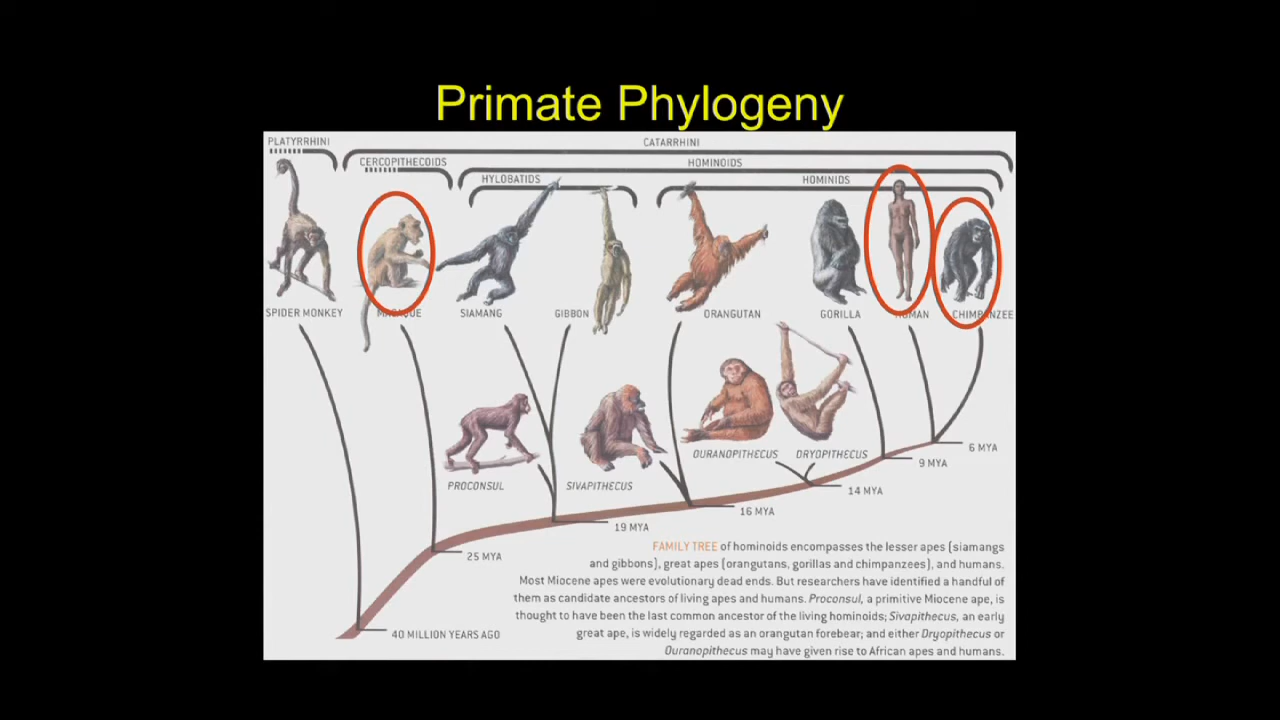 Primate Phylogeny
PLATYRRHINI
CATARRHINI
CERCOPITHECOIDS
HOMINOIDS
HYLOBATIDS
HOMINIDS
SPIDER MONKEY
MACAQUE
SIAMANG
GIBBON
ORANGUTAN
GORILLA
HUMAN
CHIMPANZEE
OURANOPITHECUS
DRYOPITHECUS
PROCONSUL
SIVAPITHECUS
6 MYA
9 MYA
14 MYA
16 MYA
19 MYA
25 MYA
40 MILLION YEARS AGO
FAMILY TREE of hominoids encompasses the lesser apes (siamangs
and gibbons), great apes (orangutans, gorillas and chimpanzees), and humans.
Most Miocene apes were evolutionary dead ends. But researchers have identified a handful of
them as candidate ancestors of living apes and humans. Proconsul, a primitive Miocene ape, is
thought to have been the last common ancestor of the living hominoids; Sivapithecus, an early
great ape, is widely regarded as an orangutan forebear; and either Dryopithecus or
Ouranopithecus may have given rise to African apes and humans.